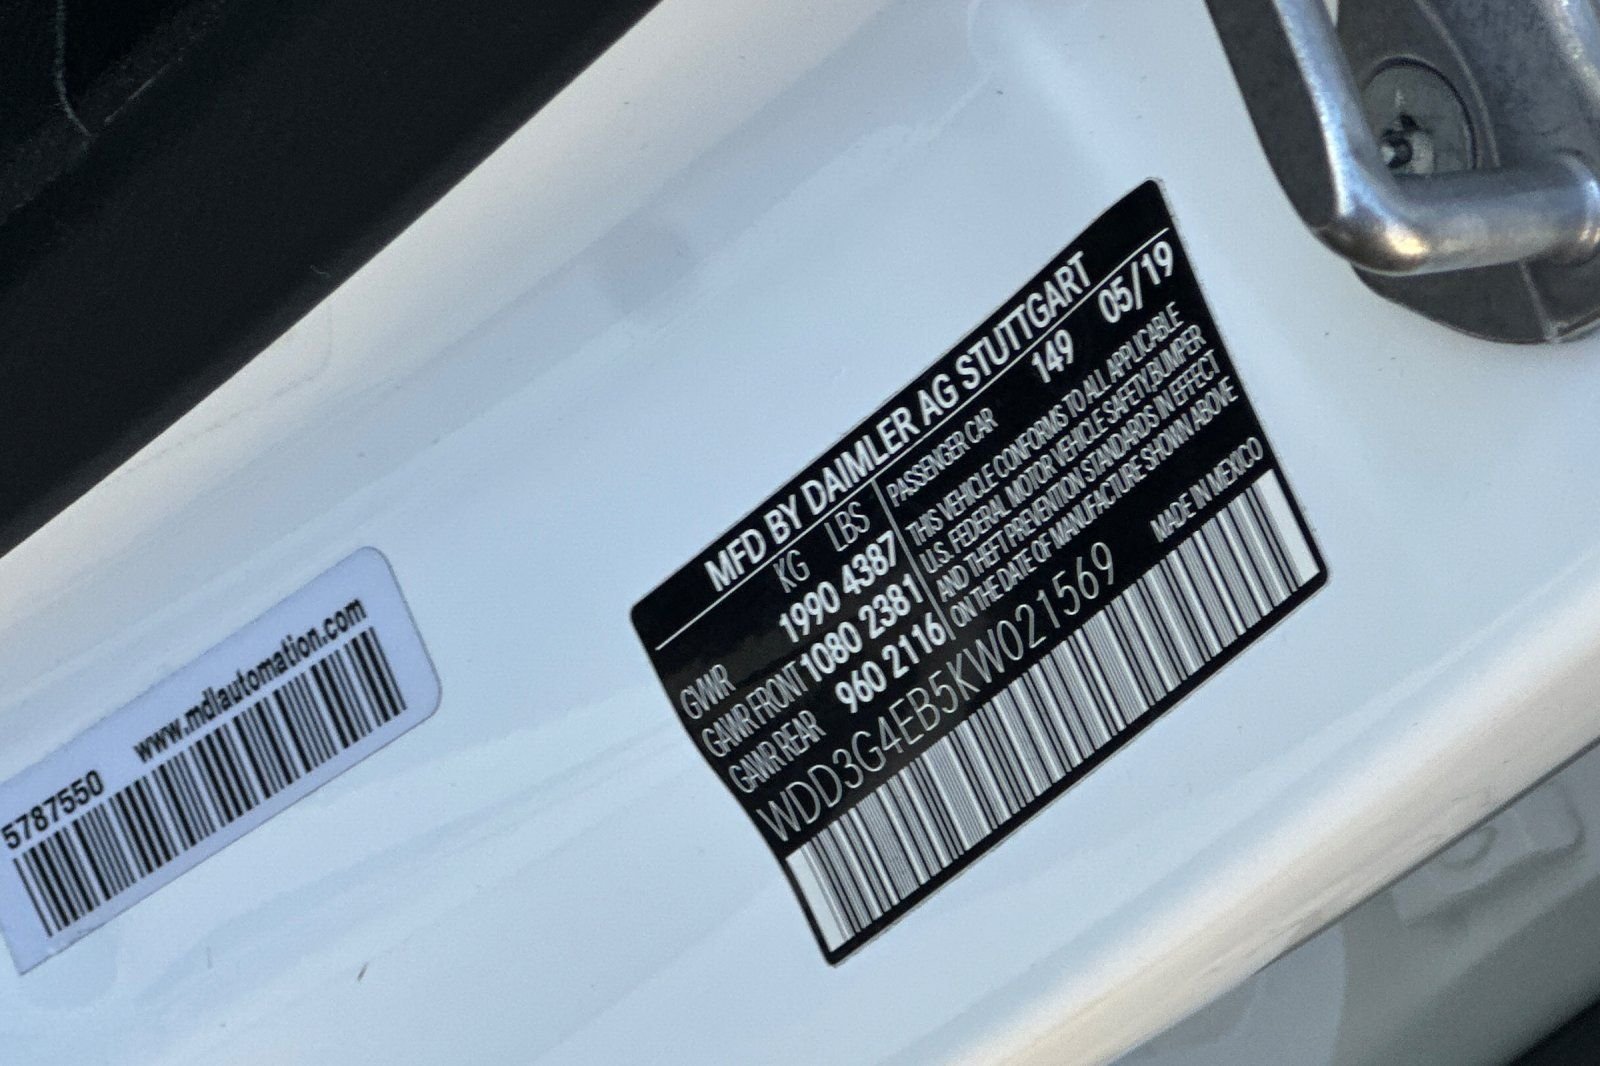 5787550 www.mdlautomation.com
MFD BY DAIMLER AG STUTTGART
KG LBS
GVWR 1990 4387
GAWR FRONT 1080 2381
GAWR REAR 960 2116
149 05/19
PASSENGER CAR
THIS VEHICLE CONFORMS TO ALL APPLICABLE
U.S. FEDERAL MOTOR VEHICLE SAFETY,BUMPER
AND THEFT PREVENTION STANDARDS IN EFFECT
ON THE DATE OF MANUFACTURE SHOWN ABOVE
WDD3G4EB5KW021569 MADE IN MEXICO